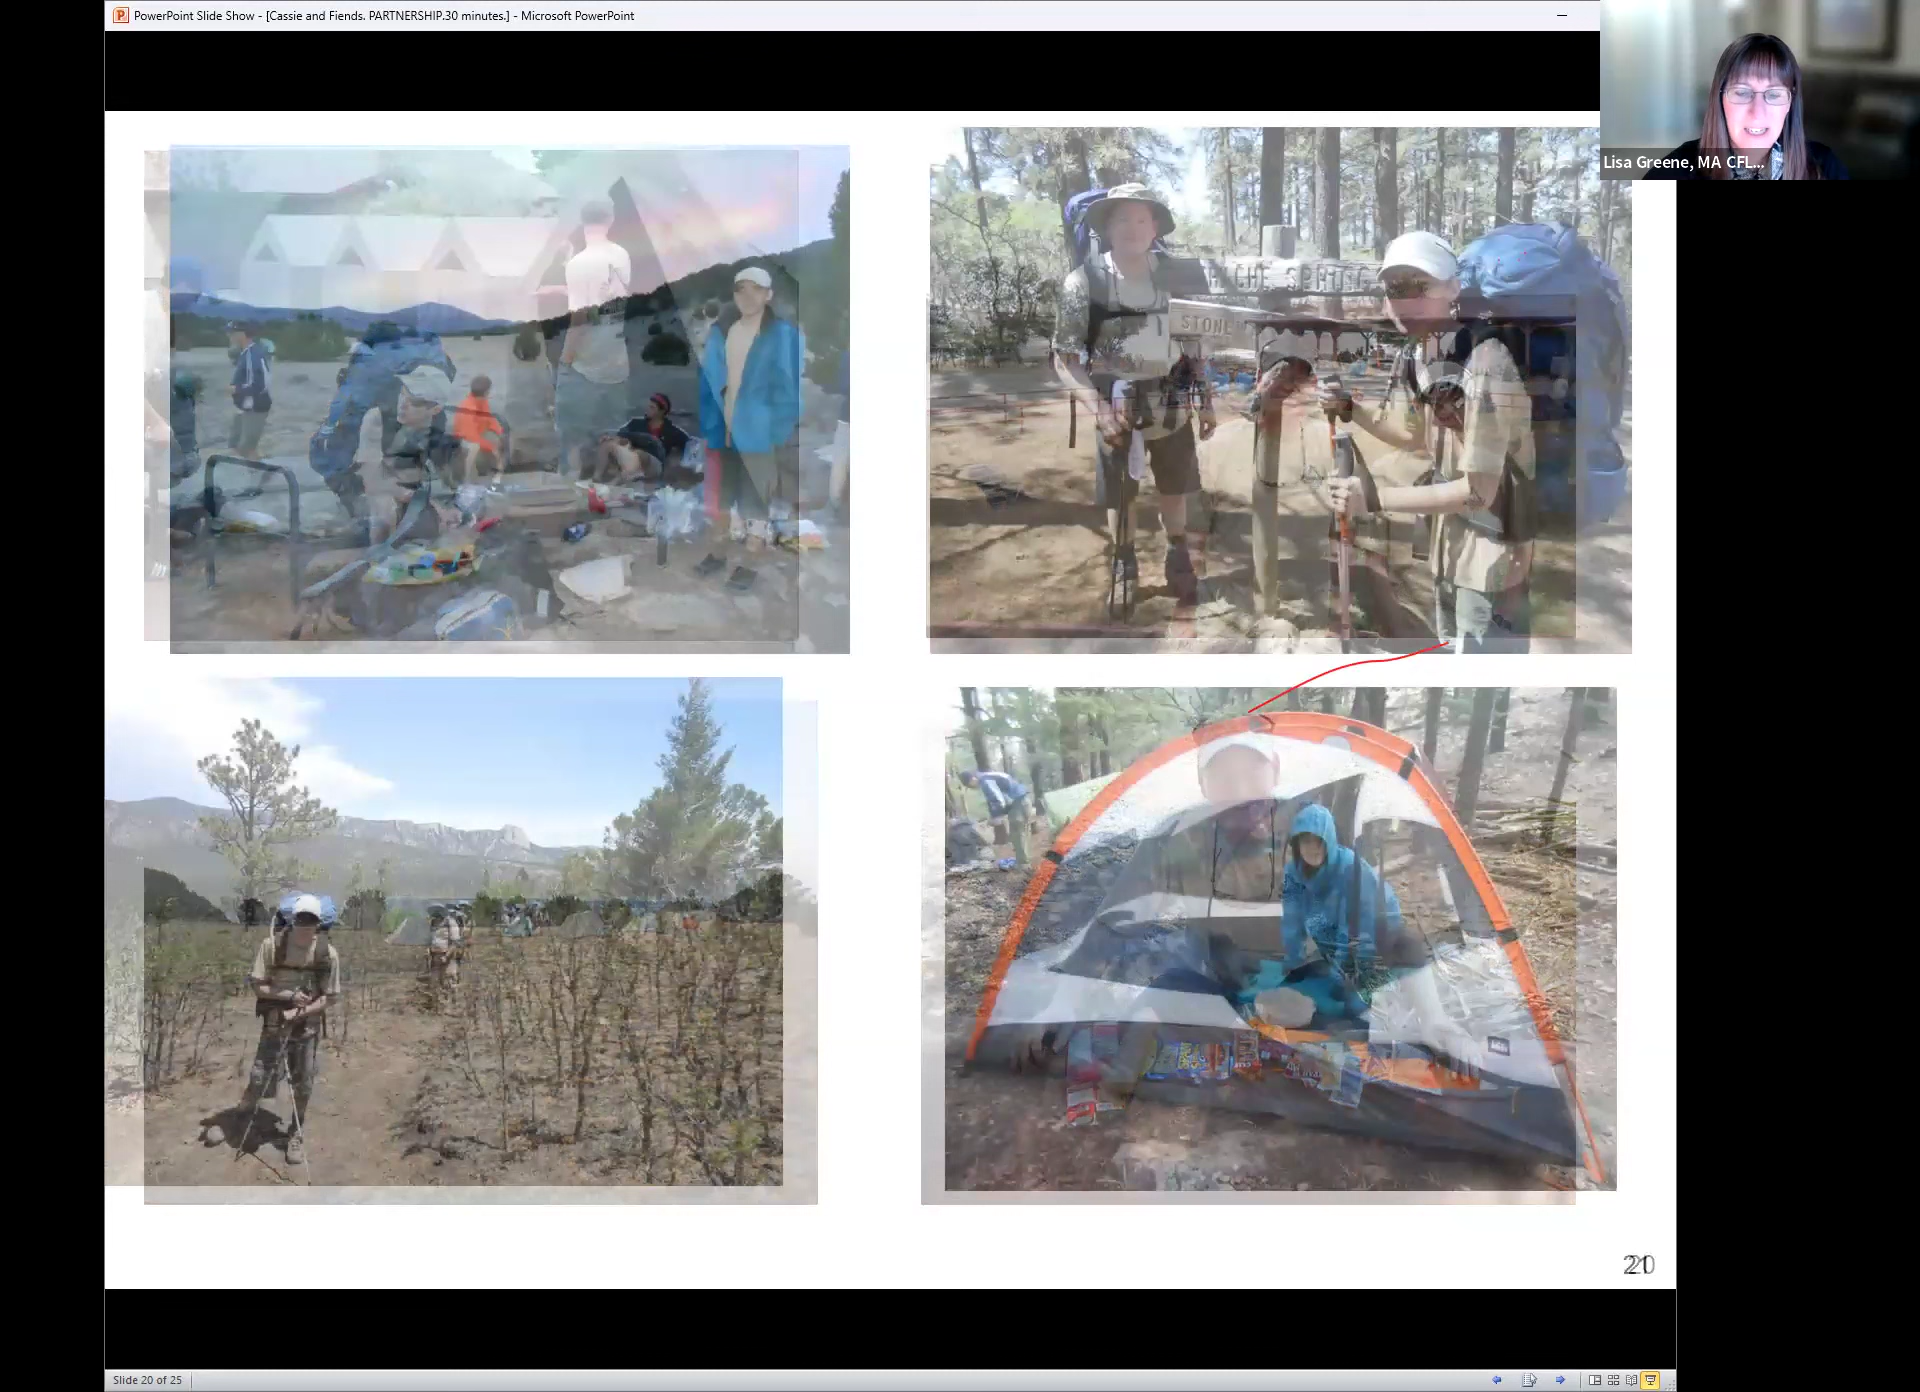 PowerPoint Slide Show - [Cassie and Fiends. PARTNERSHIP.30 minutes.] - Microsoft PowerPoint
Lisa Greene, MA CFL...
SPRING
STONE
Slide 20 of 25